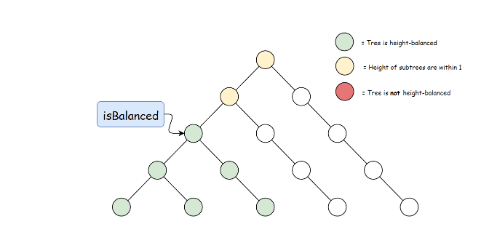 = Tree is height-balanced
= Height of subtrees are within 1
isBalanced
= Tree is not height-balanced